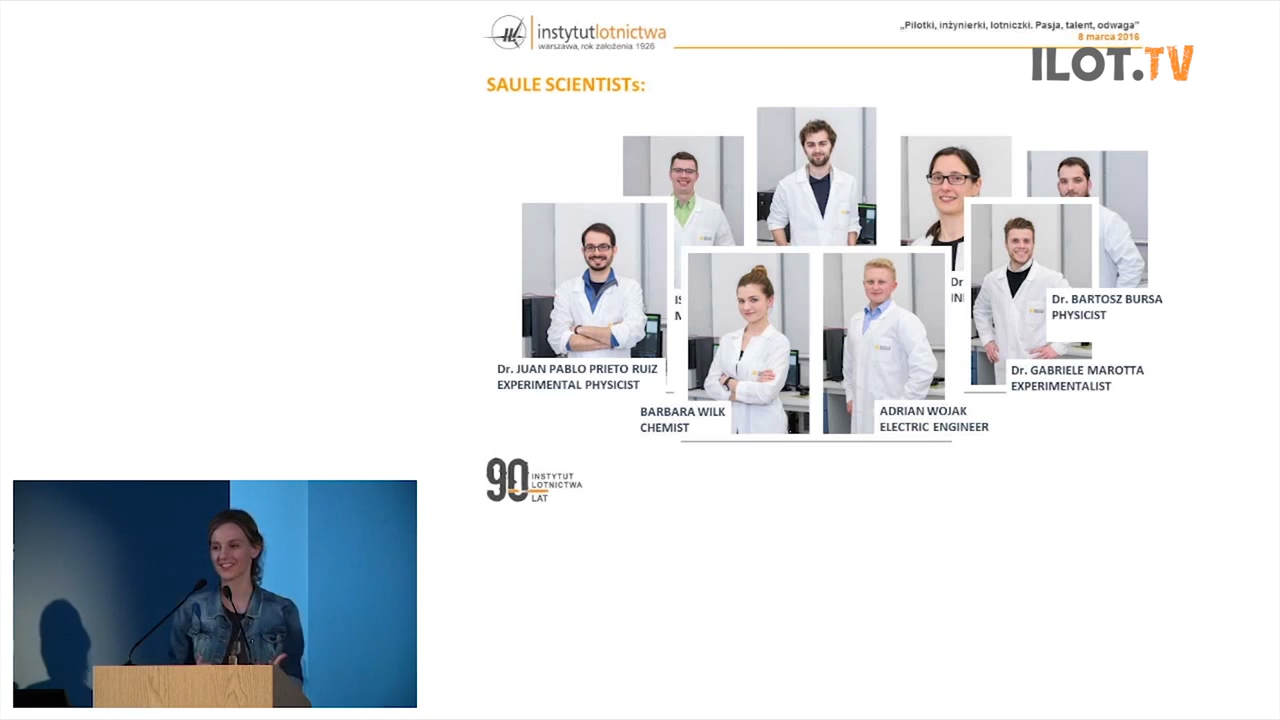 instytutlotnictwa
warszawa, rok założenia 1926
„Pilotki, inżynierki, lotniczki. Pasja, talent, odwaga”
8 marca 2016
ILOT.TV
SAULE SCIENTISTs:
Dr.
Dr. BARTOSZ BURSA
PHYSICIST
Dr. JUAN PABLO PRIETO RUIZ
EXPERIMENTAL PHYSICIST
Dr. GABRIELE MAROTTA
EXPERIMENTALIST
BARBARA WILK
CHEMIST
ADRIAN WOJAK
ELECTRIC ENGINEER
90 INSTYTUT
LOTNICTWA
LAT